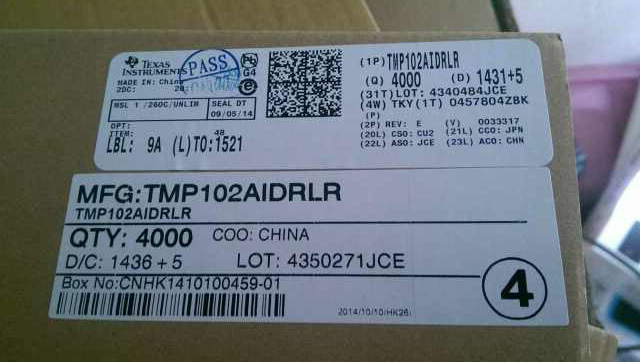 TEXAS
INSTRUMENTS
PASS
G4
MADE IN: China
2DC:
MSL 1 /260C/UNLIM
SEAL DT
09/05/14
OPT:
ITEM: 48
LBL: 9A (L)TO:1521
(1P)TMP102AIDRLR
(Q) 4000 (D) 1431+5
(31T)LOT: 4340484JCE
(4W) TKY(1T) 0457804ZBK
(P)
(2P) REV: E (V) 0033317
(20L) CSO: CU2 (21L) CCO: JPN
(22L) ASO: JCE (23L) ACO: CHN
MFG:TMP102AIDRLR
TMP102AIDRLR
QTY: 4000 COO: CHINA
D/C: 1436+5 LOT: 4350271JCE
Box No:CNHK1410100459-01
2014/10/10(HK26)
4